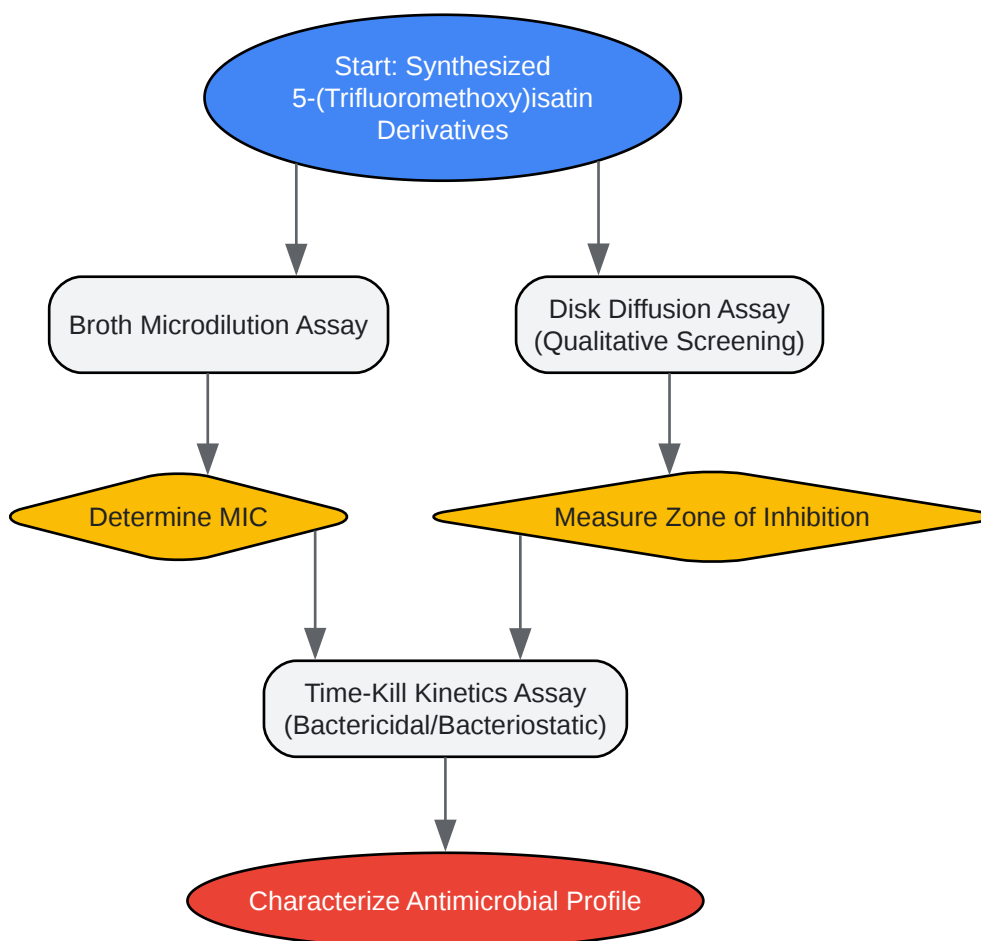 Start: Synthesized
5-(Trifluoromethoxy)isatin
Derivatives
Broth Microdilution Assay
Disk Diffusion Assay
(Qualitative Screening)
Determine MIC
Measure Zone of Inhibition
Time-Kill Kinetics Assay
(Bactericidal/Bacteriostatic)
Characterize Antimicrobial Profile